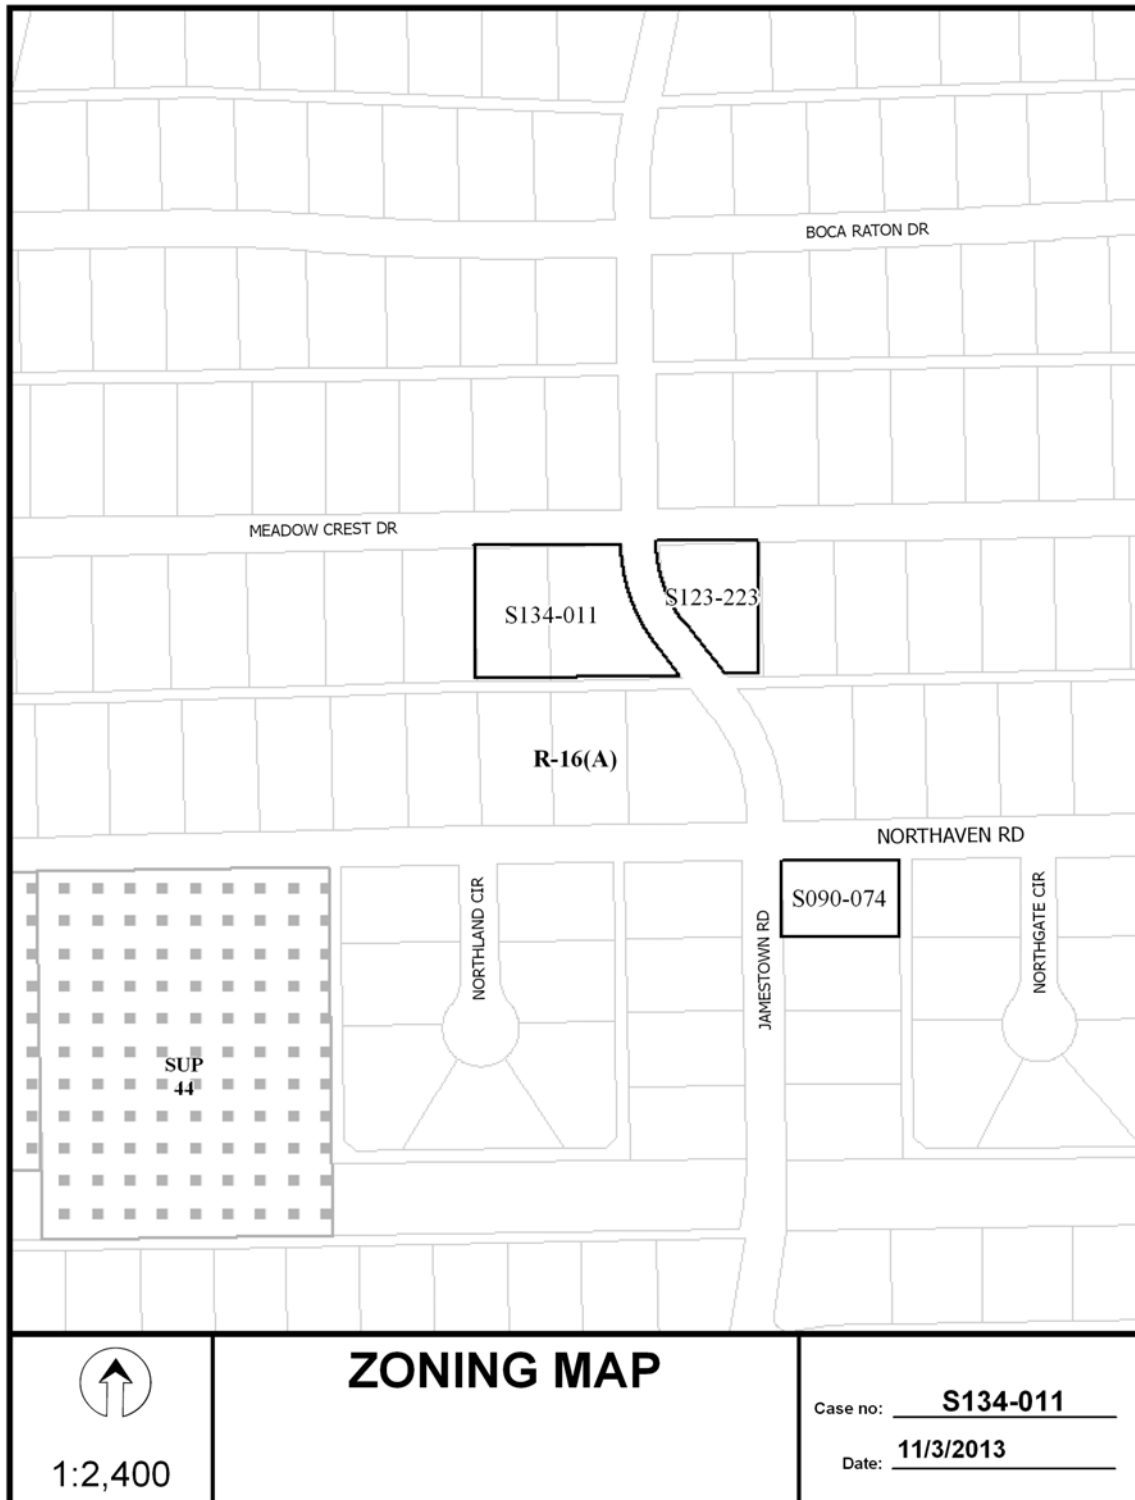 BOCA RATON DR
MEADOW CREST DR
S134-011
S123-223
R-16(A)
NORTHAVEN RD
NORTHLAND CIR
JAMESTOWN RD
S090-074
NORTHGATE CIR
SUP
44
1:2,400
ZONING MAP
Case no: S134-011
Date: 11/3/2013